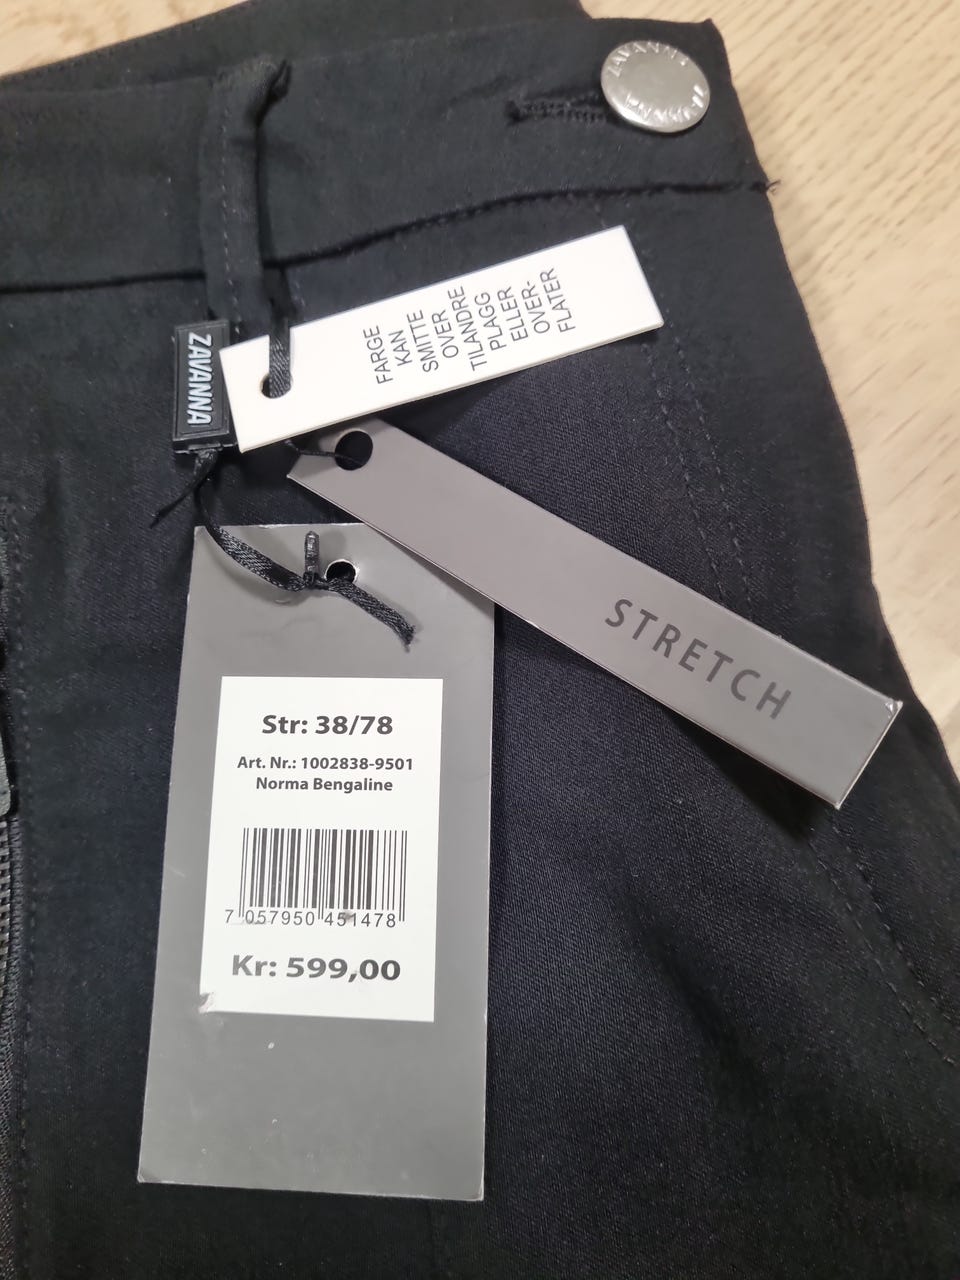 ZAVANNA
ZAVANNA
FARGE
KAN
SMITTE
OVER
TILANDRE
PLAGG
ELLER
OVER-
FLATER
STRETCH
Str: 38/78
Art. Nr.: 1002838-9501
Norma Bengaline
7 057950 451478
Kr: 599,00